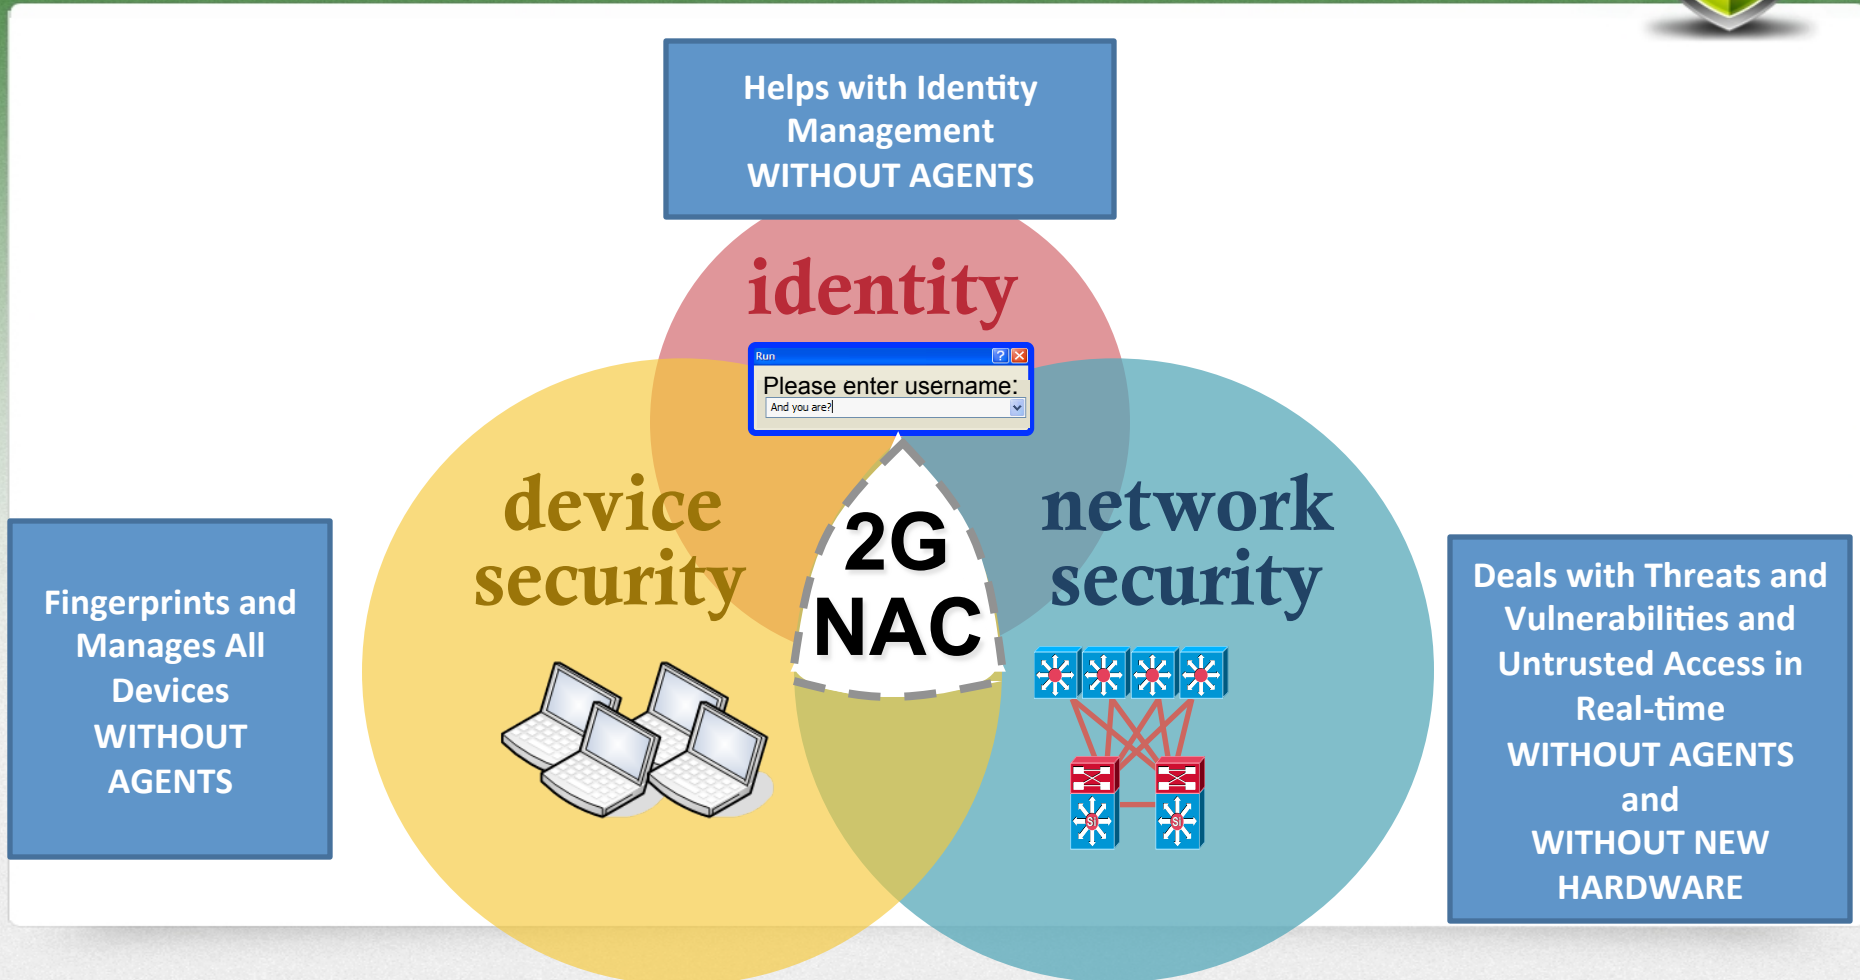 Helps with Identity
Management
WITHOUT AGENTS
identity
Run
Please enter username:
And you are?
device
security
2G
NAC
network
security
Fingerprints and
Manages All
Devices
WITHOUT
AGENTS
Deals with Threats and
Vulnerabilities and
Untrusted Access in
Real-time
WITHOUT AGENTS
and
WITHOUT NEW
HARDWARE
Si
Si